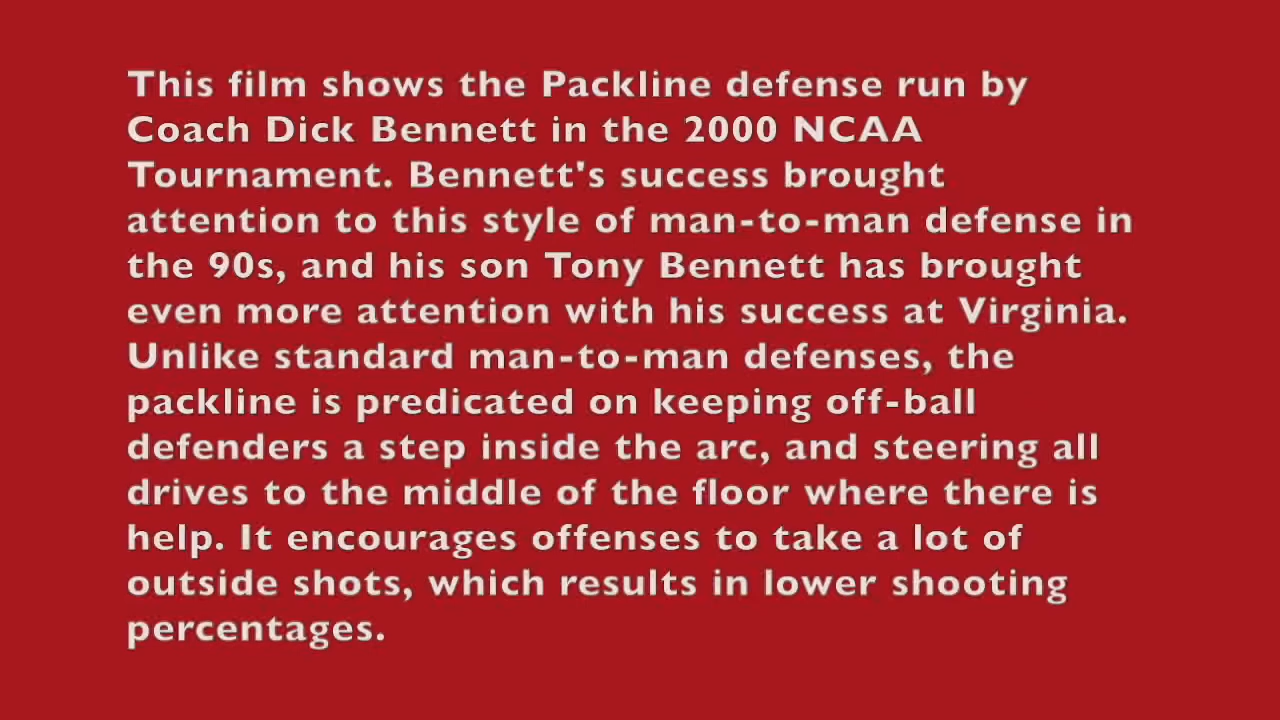 This film shows the Packline defense run by
Coach Dick Bennett in the 2000 NCAA
Tournament. Bennett's success brought
attention to this style of man-to-man defense in
the 90s, and his son Tony Bennett has brought
even more attention with his success at Virginia.
Unlike standard man-to-man defenses, the
packline is predicated on keeping off-ball
defenders a step inside the arc, and steering all
drives to the middle of the floor where there is
help. It encourages offenses to take a lot of
outside shots, which results in lower shooting
percentages.